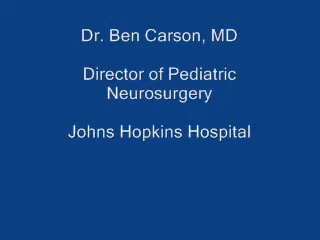 Dr. Ben Carson, MD
Director of Pediatric
Neurosurgery
Johns Hopkins Hospital